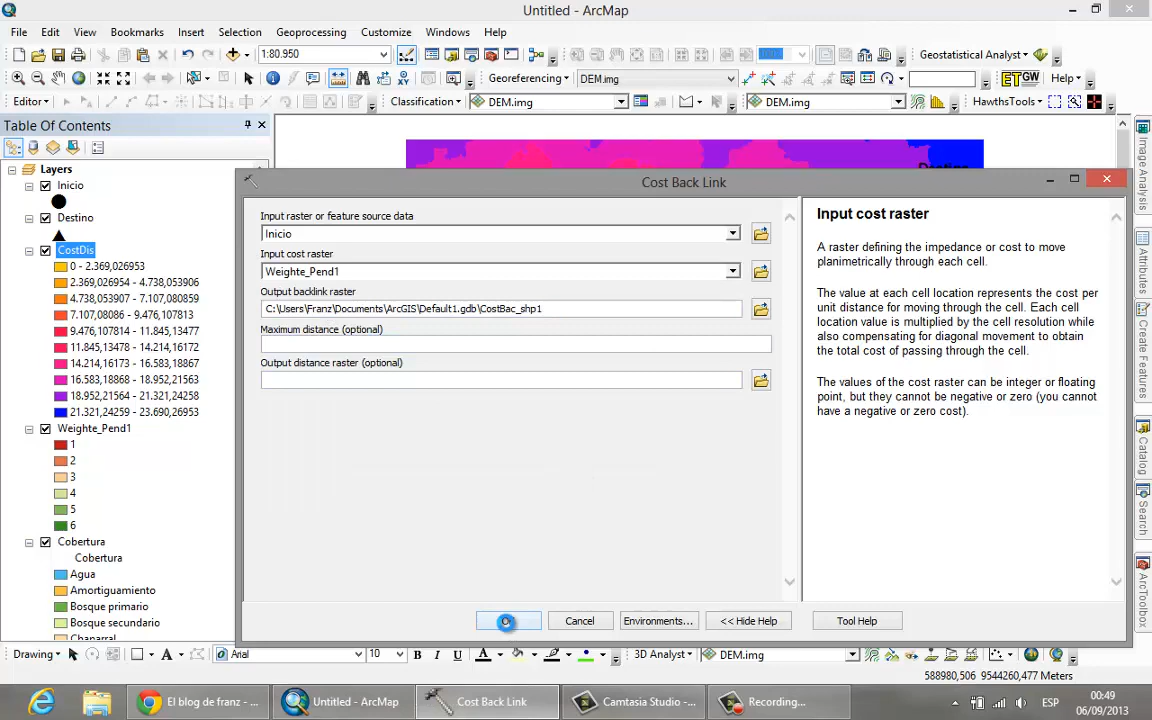 Untitled - ArcMap
File Edit View Bookmarks Insert Selection Geoprocessing Customize Windows Help
1:80.950
Geostatistical Analyst
Georeferencing DEM.img
Help
Editor Classification DEM.img DEM.img HawthsTools
Table Of Contents
Layers
Inicio
Destino
CostDis
0 - 2.369,026953
2.369,026954 - 4.738,053906
4.738,053907 - 7.107,080859
7.107,08086 - 9.476,107813
9.476,107814 - 11.845,13477
11.845,13478 - 14.214,16172
14.214,16173 - 16.583,18867
16.583,18868 - 18.952,21563
18.952,21564 - 21.321,24258
21.321,24259 - 23.690,26953
Weighte_Pend1
1
2
3
4
5
6
Cobertura
Cobertura
Agua
Amortiguamiento
Bosque primario
Bosque secundario
Chaparral
Destino
Cost Back Link
Input raster or feature source data
Inicio
Input cost raster
Weighte_Pend1
Output backlink raster
C:\Users\Franz\Documents\ArcGIS\Default1.gdb\CostBac_shp1
Maximum distance (optional)
Output distance raster (optional)
Cancel
Environments...
<< Hide Help
Tool Help
Input cost raster
A raster defining the impedance or cost to move
planimetrically through each cell.
The value at each cell location represents the cost per
unit distance for moving through the cell. Each cell
location value is multiplied by the cell resolution while
also compensating for diagonal movement to obtain
the total cost of passing through the cell.
The values of the cost raster can be integer or floating
point, but they cannot be negative or zero (you cannot
have a negative or zero cost).
Image Analysis
Attributes
Create Features
Catalog
Search
ArcToolbox
Drawing A Arial 10 B I U A 3D Analyst DEM.img
588980,506 9544260,477 Meters
El blog de franz - ...
Untitled - ArcMap
Cost Back Link
Camtasia Studio -...
Recording...
ESP
00:49
06/09/2013